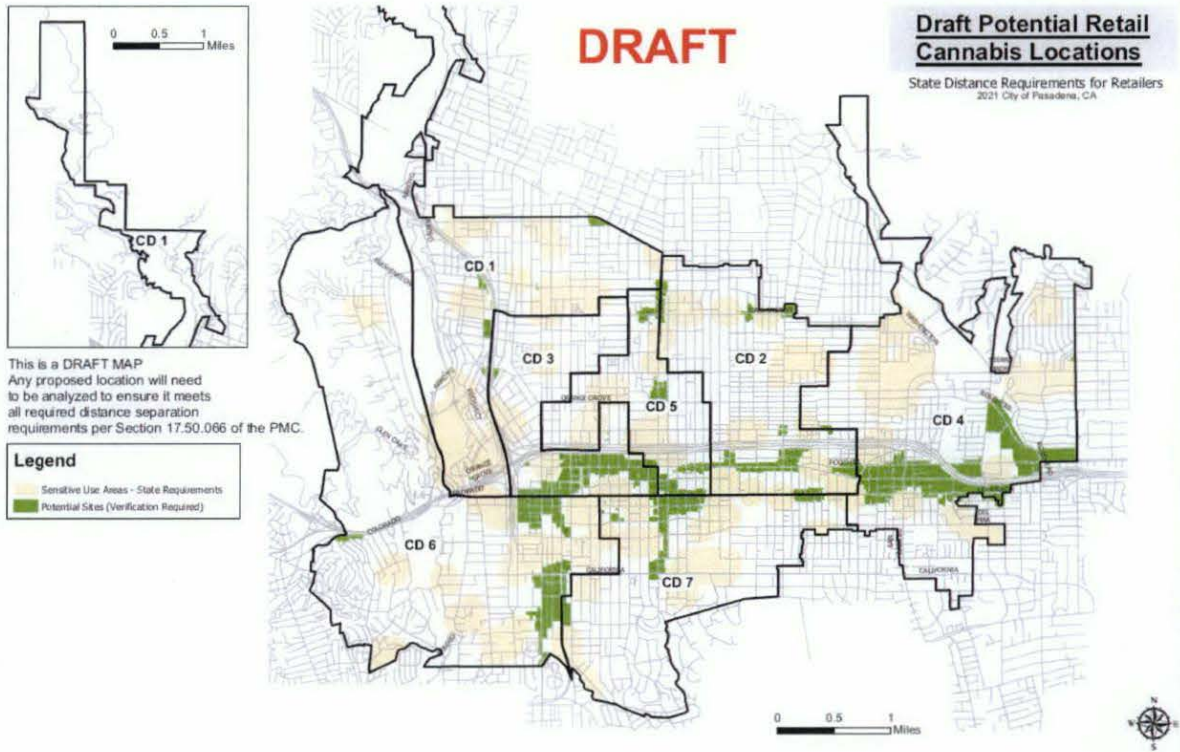 0 0.5 1
Miles
CD 1
DRAFT
Draft Potential Retail
Cannabis Locations
State Distance Requirements for Retailers
2021 City of Pasadena, CA
This is a DRAFT MAP
Any proposed location will need
to be analyzed to ensure it meets
all required distance separation
requirements per Section 17.50.066 of the PMC.
Legend
Sensitive Use Areas - State Requirements
Potential Sites (Verification Required)
CD 1
CD 3
CD 2
ORANGE GROVE
CD 5
CD 4
COLORADO
CD 6
CALIFORNIA
CD 7
CALIFORNIA
0 0.5 1
Miles
N
W E
S